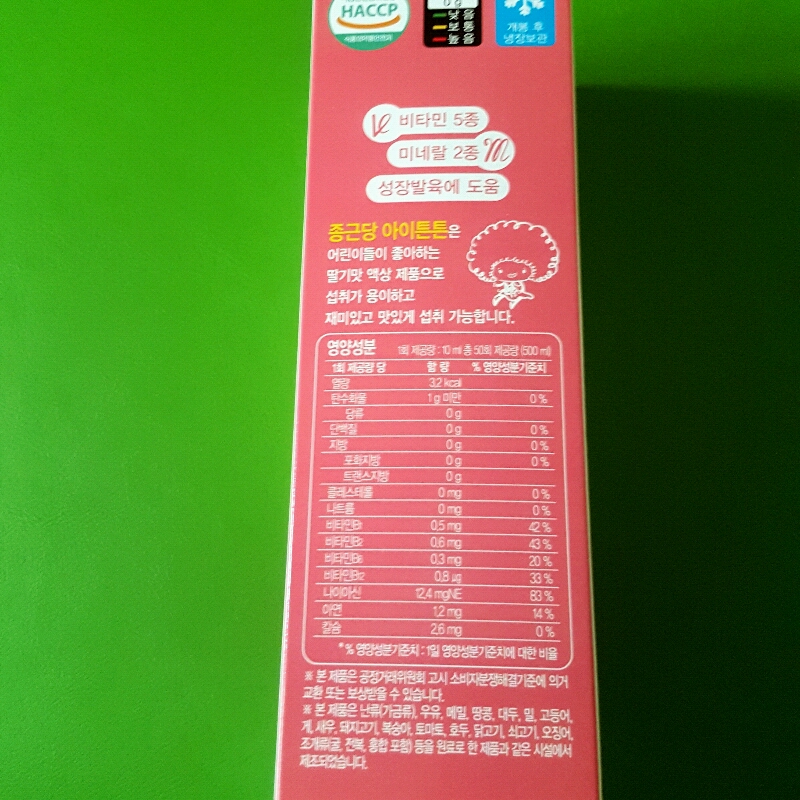 HACCP
0 g
낮음
보통
높음
개봉 후
냉장보관
비타민 5종
미네랄 2종
성장발육에 도움
종근당 아이튼튼은
어린이들이 좋아하는
딸기맛 액상 제품으로
섭취가 용이하고
재미있고 맛있게 섭취 가능합니다.
영양성분 1회 제공량 : 10 ml 총 50회 제공량 (500 ml)
1회 제공량 당 함 량 % 영양성분기준치
열량 3.2 kcal
탄수화물 1 g 미만 0 %
당류 0 g
단백질 0 g 0 %
지방 0 g 0 %
포화지방 0 g 0 %
트랜스지방 0 g
콜레스테롤 0 mg 0 %
나트륨 0 mg 0 %
비타민B1 0.5 mg 42 %
비타민B2 0.6 mg 43 %
비타민B6 0.3 mg 20 %
비타민B12 0.8 μg 33 %
나이아신 12.4 mgNE 83 %
아연 1.2 mg 14 %
칼슘 2.6 mg 0 %
* % 영양성분기준치 : 1일 영양성분기준치에 대한 비율
※ 본 제품은 공정거래위원회 고시 소비자분쟁해결기준에 의거
교환 또는 보상받을 수 있습니다.
※ 본 제품은 난류(가금류), 우유, 메밀, 땅콩, 대두, 밀, 고등어,
게, 새우, 돼지고기, 복숭아, 토마토, 호두, 닭고기, 쇠고기, 오징어,
조개류(굴, 전복, 홍합 포함) 등을 원료로 한 제품과 같은 시설에서
제조되었습니다.